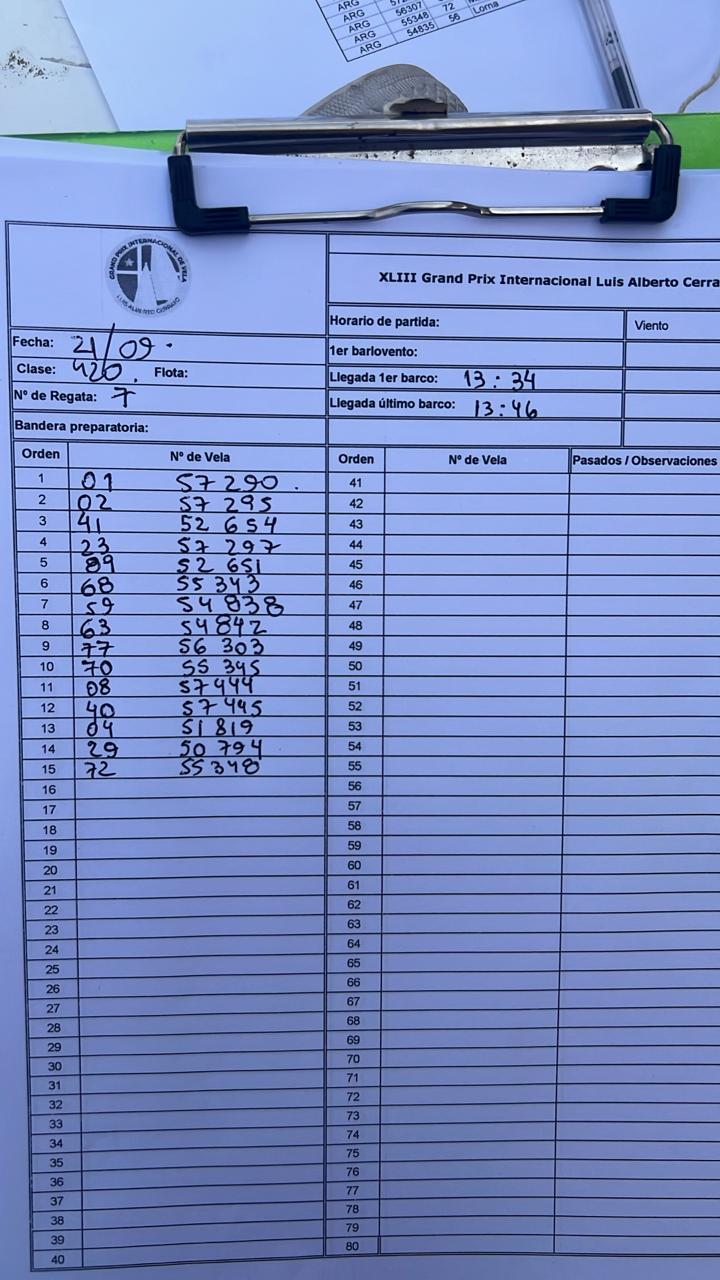 ARG
ARG 56307 72
ARG 55348 56 Lorna
ARG 54835
GRAND PRIX INTERNACIONAL DE VELA
XLIII Grand Prix Internacional Luis Alberto Cerra
Horario de partida: Viento
Fecha: 21/09.
1er barlovento:
Clase: 420. Flota:
Llegada 1er barco: 13:34
Nº de Regata: 7
Llegada último barco: 13:46
Bandera preparatoria:
Orden Nº de Vela Orden Nº de Vela Pasados / Observaciones
1 01 57290. 41
2 02 57295 42
3 41 52654 43
4 23 57297 44
5 89 52651 45
6 68 55343 46
7 59 54838 47
8 63 54842 48
9 77 56303 49
10 70 55345 50
11 08 57444 51
12 40 57445 52
13 04 51819 53
14 29 50794 54
15 72 55348 55
16 56
17 57
18 58
19 59
20 60
21 61
22 62
23 63
24 64
25 65
26 66
27 67
28 68
29 69
30 70
31 71
32 72
33 73
34 74
35 75
36 76
37 77
38 78
39 79
40 80